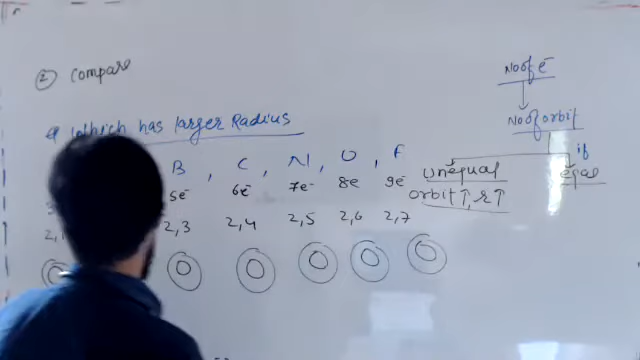 ② Compare
Which has larger Radius
B, C, N, O, F
5e⁻ 6e⁻ 7e⁻ 8e 9e⁻
2,3 2,4 2,5 2,6 2,7
No of e⁻
No of orbit
if
unequal
equal
orbit↑, r↑